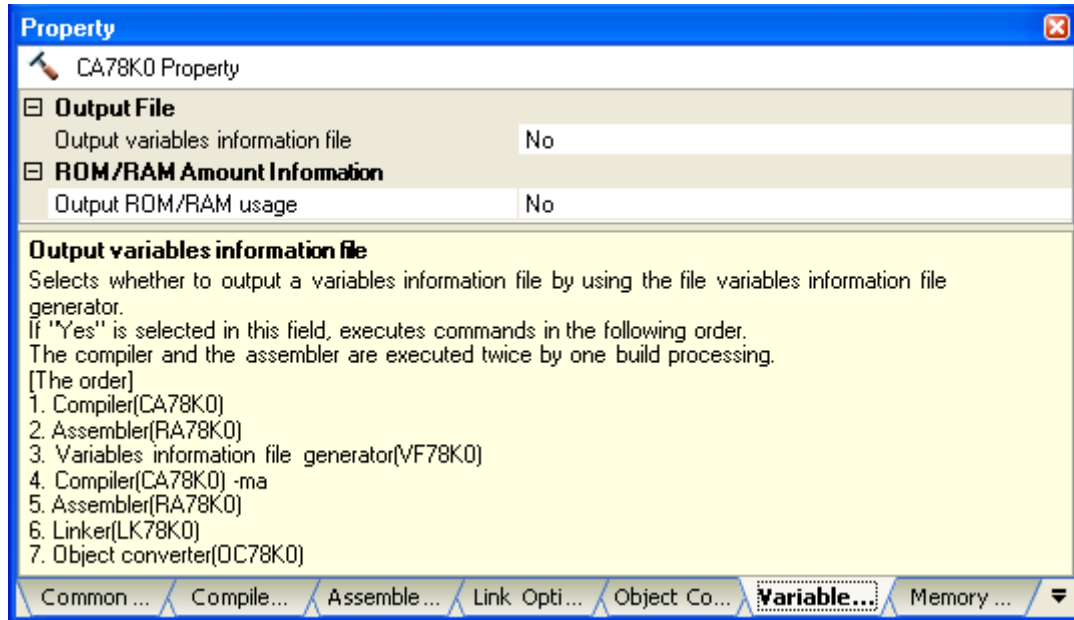 Property
CA78K0 Property
Output File
Output variables information file No
ROM/RAM Amount Information
Output ROM/RAM usage No
Output variables information file
Selects whether to output a variables information file by using the file variables information file
generator.
If "Yes" is selected in this field, executes commands in the following order.
The compiler and the assembler are executed twice by one build processing.
[The order]
1. Compiler(CA78K0)
2. Assembler(RA78K0)
3. Variables information file generator(VF78K0)
4. Compiler(CA78K0) -ma
5. Assembler(RA78K0)
6. Linker(LK78K0)
7. Object converter(OC78K0)
Common ... Compile... Assemble ... Link Opti... Object Co... Variable... Memory ...